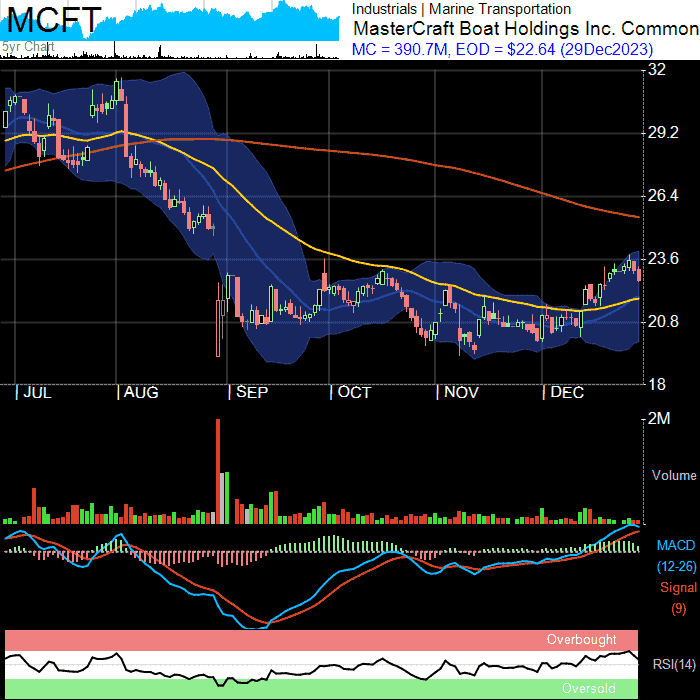 MCFT
5yr Chart
Industrials | Marine Transportation
MasterCraft Boat Holdings Inc. Common
MC = 390.7M, EOD = $22.64 (29Dec2023)
32
29.2
26.4
23.6
20.8
18
JUL AUG SEP OCT NOV DEC
2M
Volume
MACD
(12-26)
Signal
(9)
Overbought
RSI(14)
Oversold